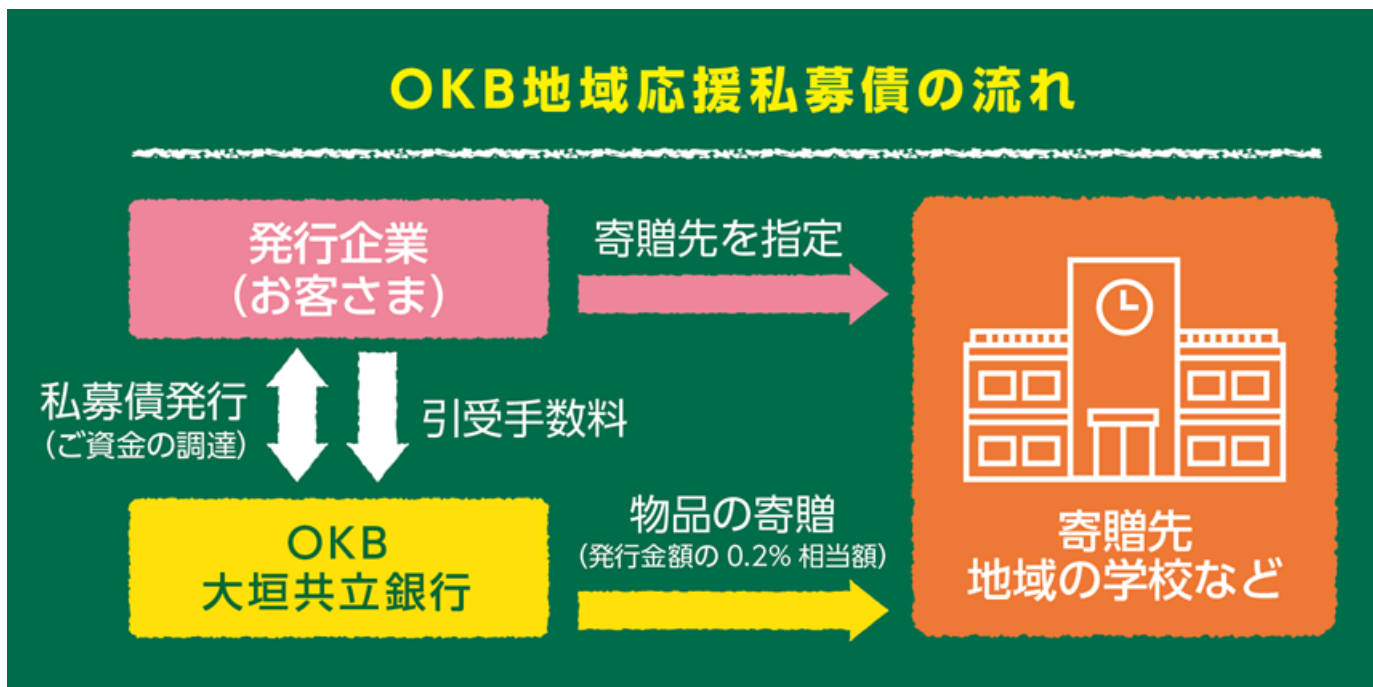 OKB地域応援私募債の流れ
発行企業
(お客さま)
寄贈先を指定
私募債発行
(ご資金の調達)
引受手数料
OKB
大垣共立銀行
物品の寄贈
(発行金額の 0.2% 相当額)
寄贈先
地域の学校など